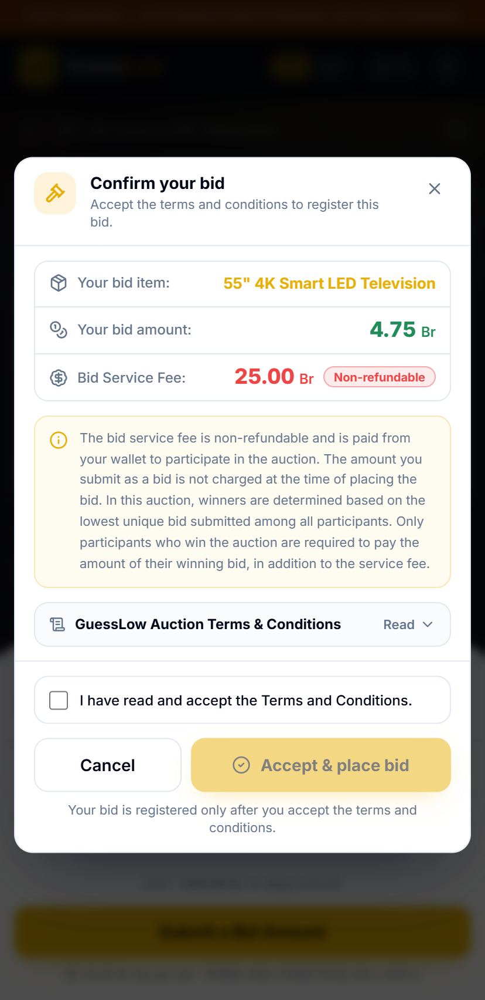 Confirm your bid
Accept the terms and conditions to register this
bid.
Your bid item: 55" 4K Smart LED Television
Your bid amount: 4.75 Br
Bid Service Fee: 25.00 Br Non-refundable
The bid service fee is non-refundable and is paid from
your wallet to participate in the auction. The amount you
submit as a bid is not charged at the time of placing the
bid. In this auction, winners are determined based on the
lowest unique bid submitted among all participants. Only
participants who win the auction are required to pay the
amount of their winning bid, in addition to the service fee.
GuessLow Auction Terms & Conditions Read
I have read and accept the Terms and Conditions.
Cancel Accept & place bid
Your bid is registered only after you accept the terms and
conditions.